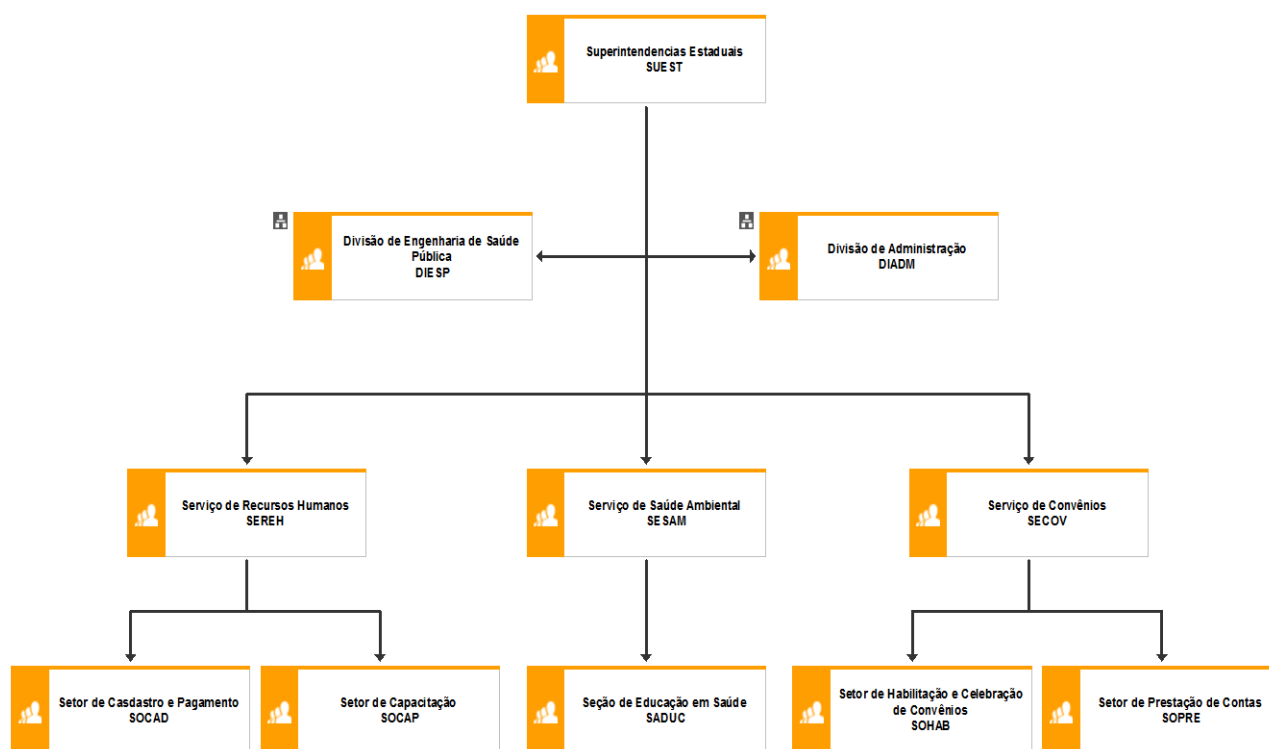 Superintendencias Estaduais
SUEST
Divisão de Engenharia de Saúde
Pública
DIESP
Divisão de Administração
DIADM
Serviço de Recursos Humanos
SEREH
Serviço de Saúde Ambiental
SESAM
Serviço de Convênios
SECOV
Setor de Casdastro e Pagamento
SOCAD
Setor de Capacitação
SOCAP
Seção de Educação em Saúde
SADUC
Setor de Habilitação e Celebração
de Convênios
SOHAB
Setor de Prestação de Contas
SOPRE